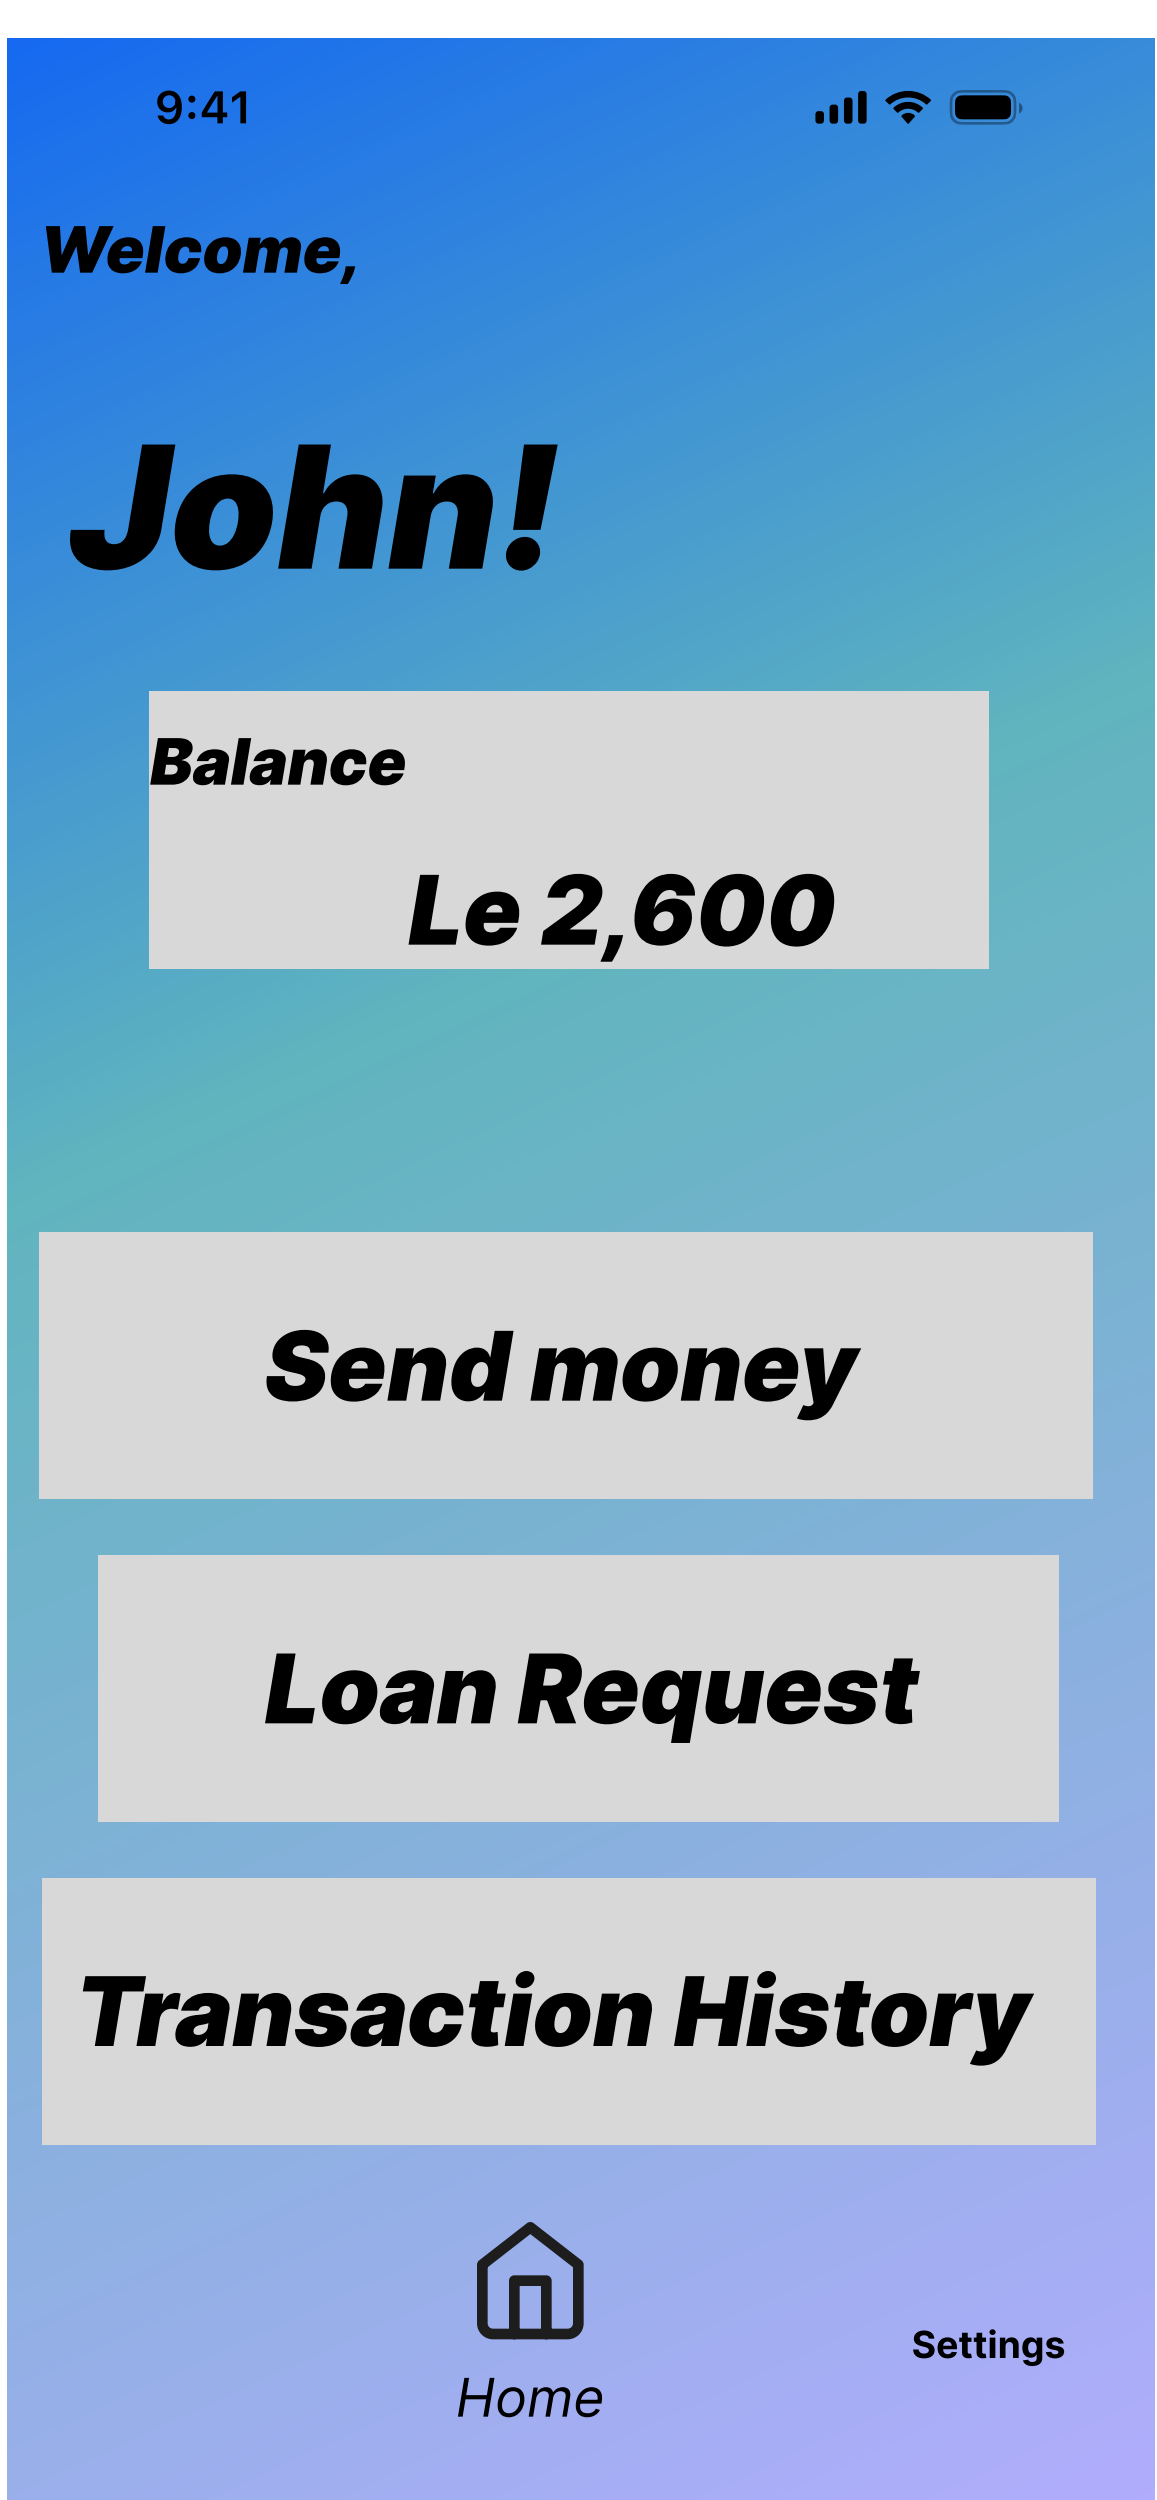 9:41
Welcome,
John!
Balance
Le 2,600
Send money
Loan Request
Transaction History
Settings
Home